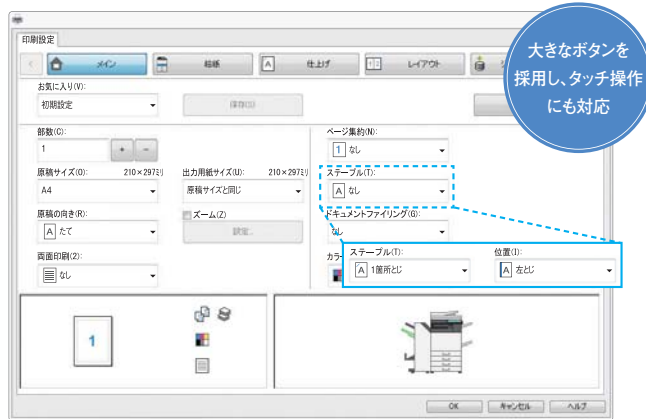 印刷設定
大きなボタンを
採用し、タッチ操作
にも対応
メイン
給紙
A
仕上げ
1 2
レイアウト
お気に入り(V):
初期設定
保存(S)
部数(C):
1
+
-
原稿サイズ(O): 210×297ミリ
A4
出力用紙サイズ(U): 210×297ミリ
原稿サイズと同じ
原稿の向き(R):
A たて
ズーム(Z)
設定...
両面印刷(2):
なし
ページ集約(N):
1 なし
ステープル(T):
A なし
ドキュメントファイリング(G):
なし
カラー
ステープル(T):
A 1箇所とじ
位置(I):
A 左とじ
1
OK
キャンセル
ヘルプ